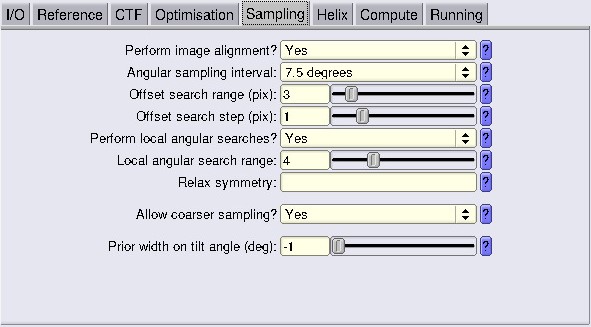 I/O Reference CTF Optimisation Sampling Helix Compute Running
Perform image alignment? Yes ?
Angular sampling interval: 7.5 degrees ?
Offset search range (pix): 3 ?
Offset search step (pix): 1 ?
Perform local angular searches? Yes ?
Local angular search range: 4 ?
Relax symmetry: ?
Allow coarser sampling? Yes ?
Prior width on tilt angle (deg): -1 ?